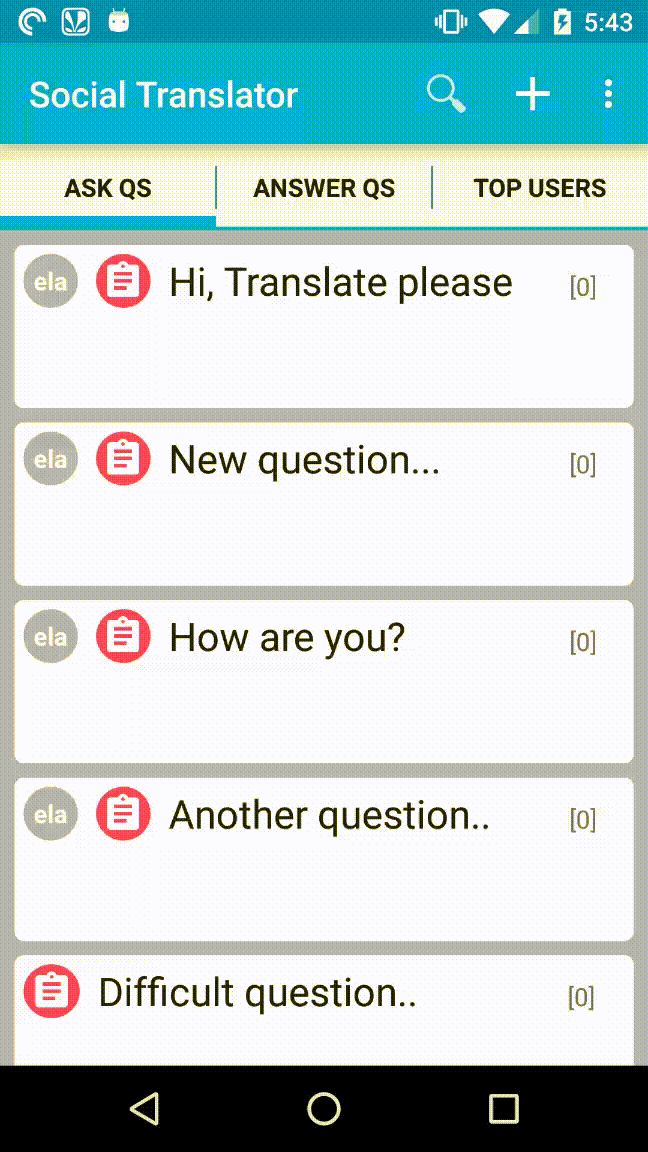 5:43
Social Translator
ASK QS ANSWER QS TOP USERS
ela Hi, Translate please [0]
ela New question... [0]
ela How are you? [0]
ela Another question.. [0]
Difficult question.. [0]